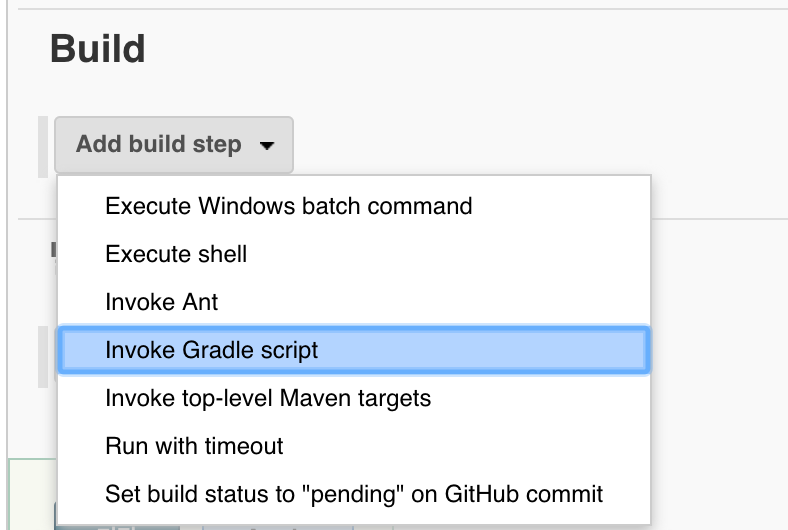 Build
Add build step
Execute Windows batch command
Execute shell
Invoke Ant
Invoke Gradle script
Invoke top-level Maven targets
Run with timeout
Set build status to "pending" on GitHub commit